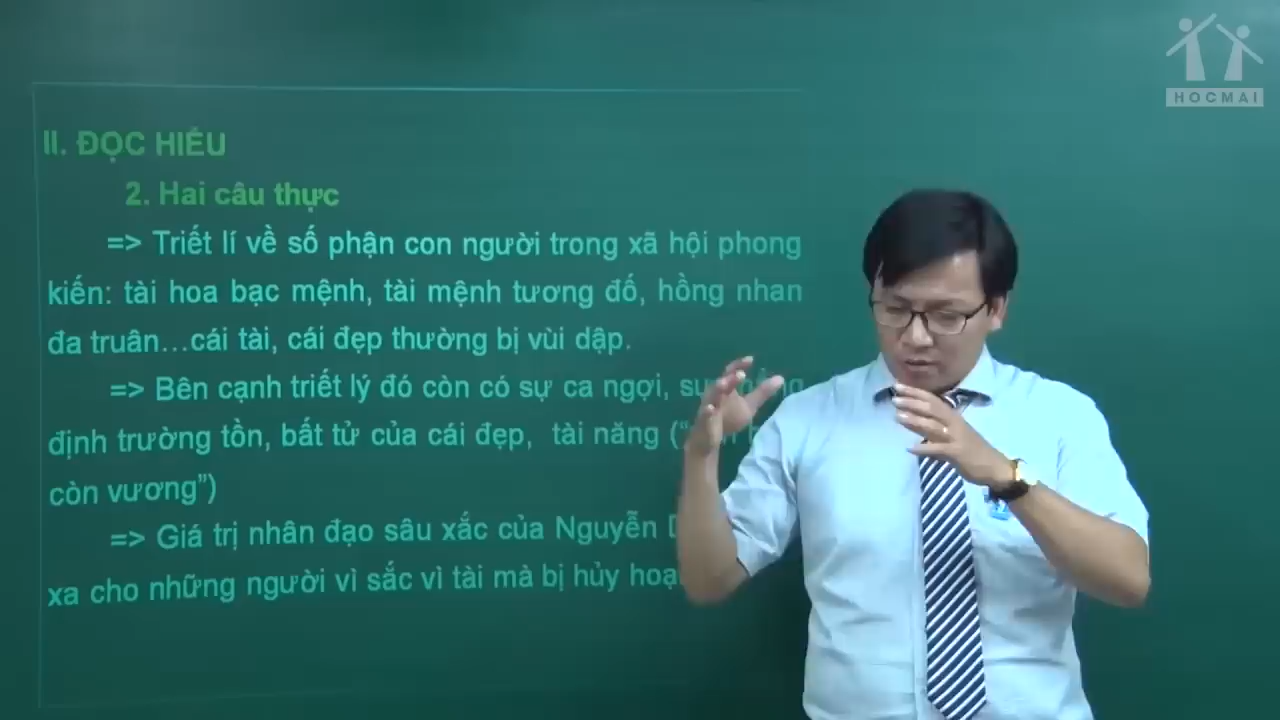 HOCMAI
II. ĐỌC HIỂU
2. Hai câu thực
=> Triết lí về số phận con người trong xã hội phong
kiến: tài hoa bạc mệnh, tài mệnh tương đố, hồng nhan
đa truân...cái tài, cái đẹp thường bị vùi dập.
=> Bên cạnh triết lý đó còn có sự ca ngợi,
định trường tồn, bất tử của cái đẹp, tài năng (“
còn vương”)
=> Giá trị nhân đạo sâu xắc của Nguyễn
xa cho những người vì sắc vì tài mà bị hủy